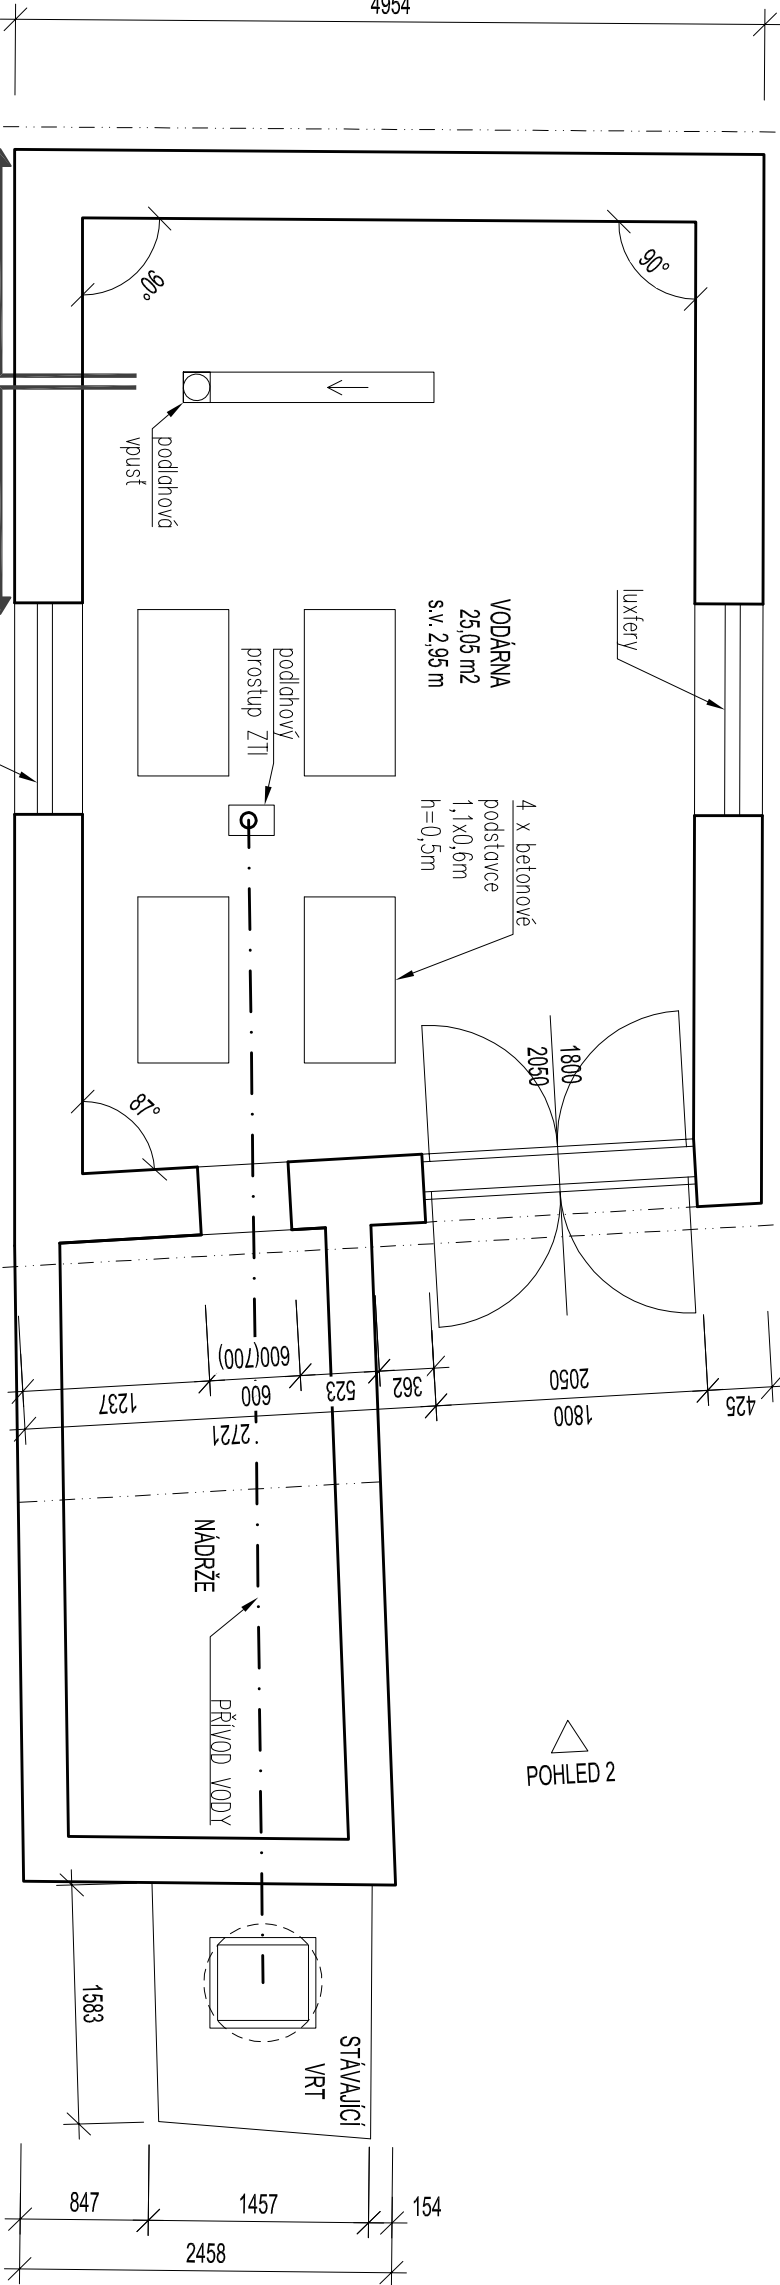 4954
90°
90°
podlahová
vpusť
luxfery
VODÁRNA
25,05 m2
s.v. 2,95 m
podlahový
prostup ZTI
4 x betonové
podstavce
1,1x0,6m
h=0,5m
1800
2050
87°
600(700)
1237
600
523
362
2050
1800
425
2721
NÁDRŽE
PŘÍVOD VODY
POHLED 2
1583
STÁVAJÍCÍ
VRT
847
1457
154
2458